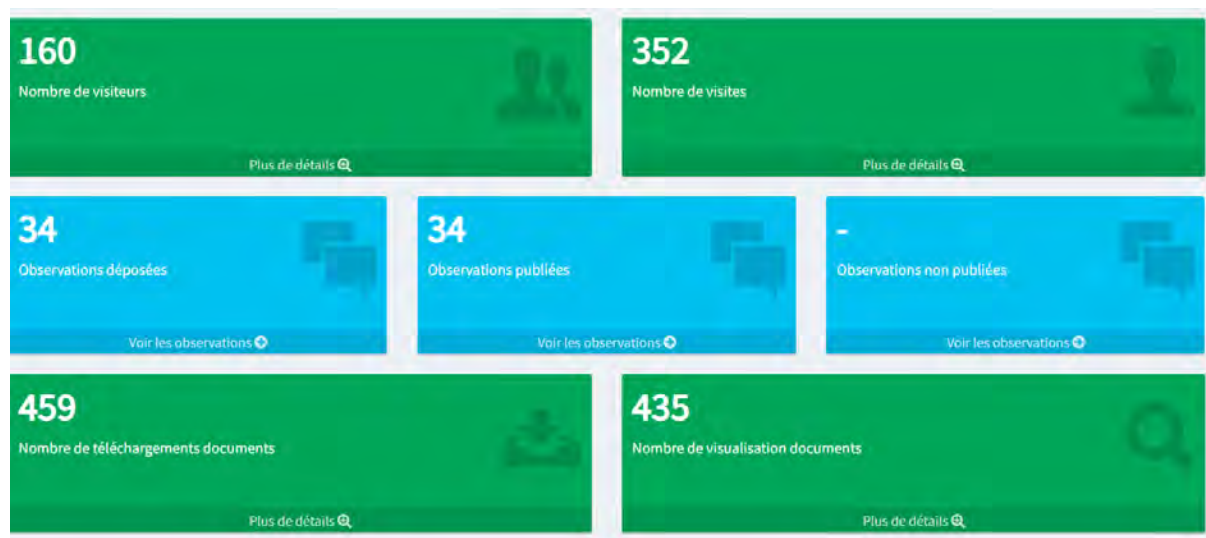 160
Nombre de visiteurs
Plus de détails
352
Nombre de visites
Plus de détails
34
Observations déposées
Voir les observations
34
Observations publiées
Voir les observations
-
Observations non publiées
Voir les observations
459
Nombre de téléchargements documents
Plus de détails
435
Nombre de visualisation documents
Plus de détails